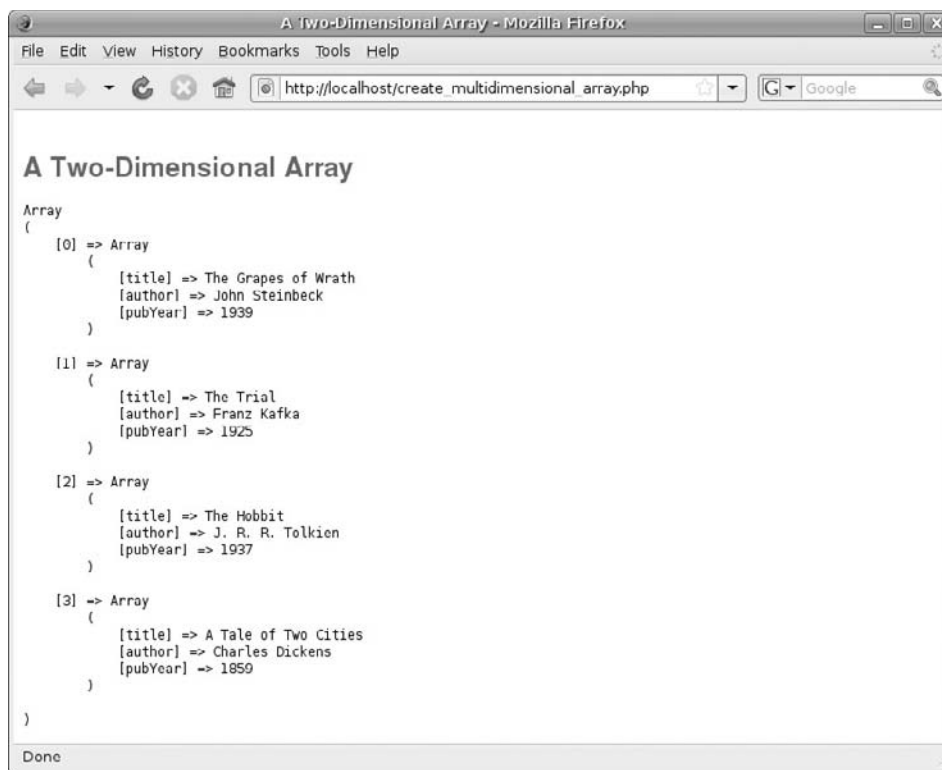 A Two-Dimensional Array - Mozilla Firefox
File Edit View History Bookmarks Tools Help
http://localhost/create_multidimensional_array.php
G Google
A Two-Dimensional Array
Array
(
[0] => Array
(
[title] => The Grapes of Wrath
[author] => John Steinbeck
[pubYear] => 1939
)
[1] => Array
(
[title] => The Trial
[author] => Franz Kafka
[pubYear] => 1925
)
[2] => Array
(
[title] => The Hobbit
[author] => J. R. R. Tolkien
[pubYear] => 1937
)
[3] => Array
(
[title] => A Tale of Two Cities
[author] => Charles Dickens
[pubYear] => 1859
)
)
Done